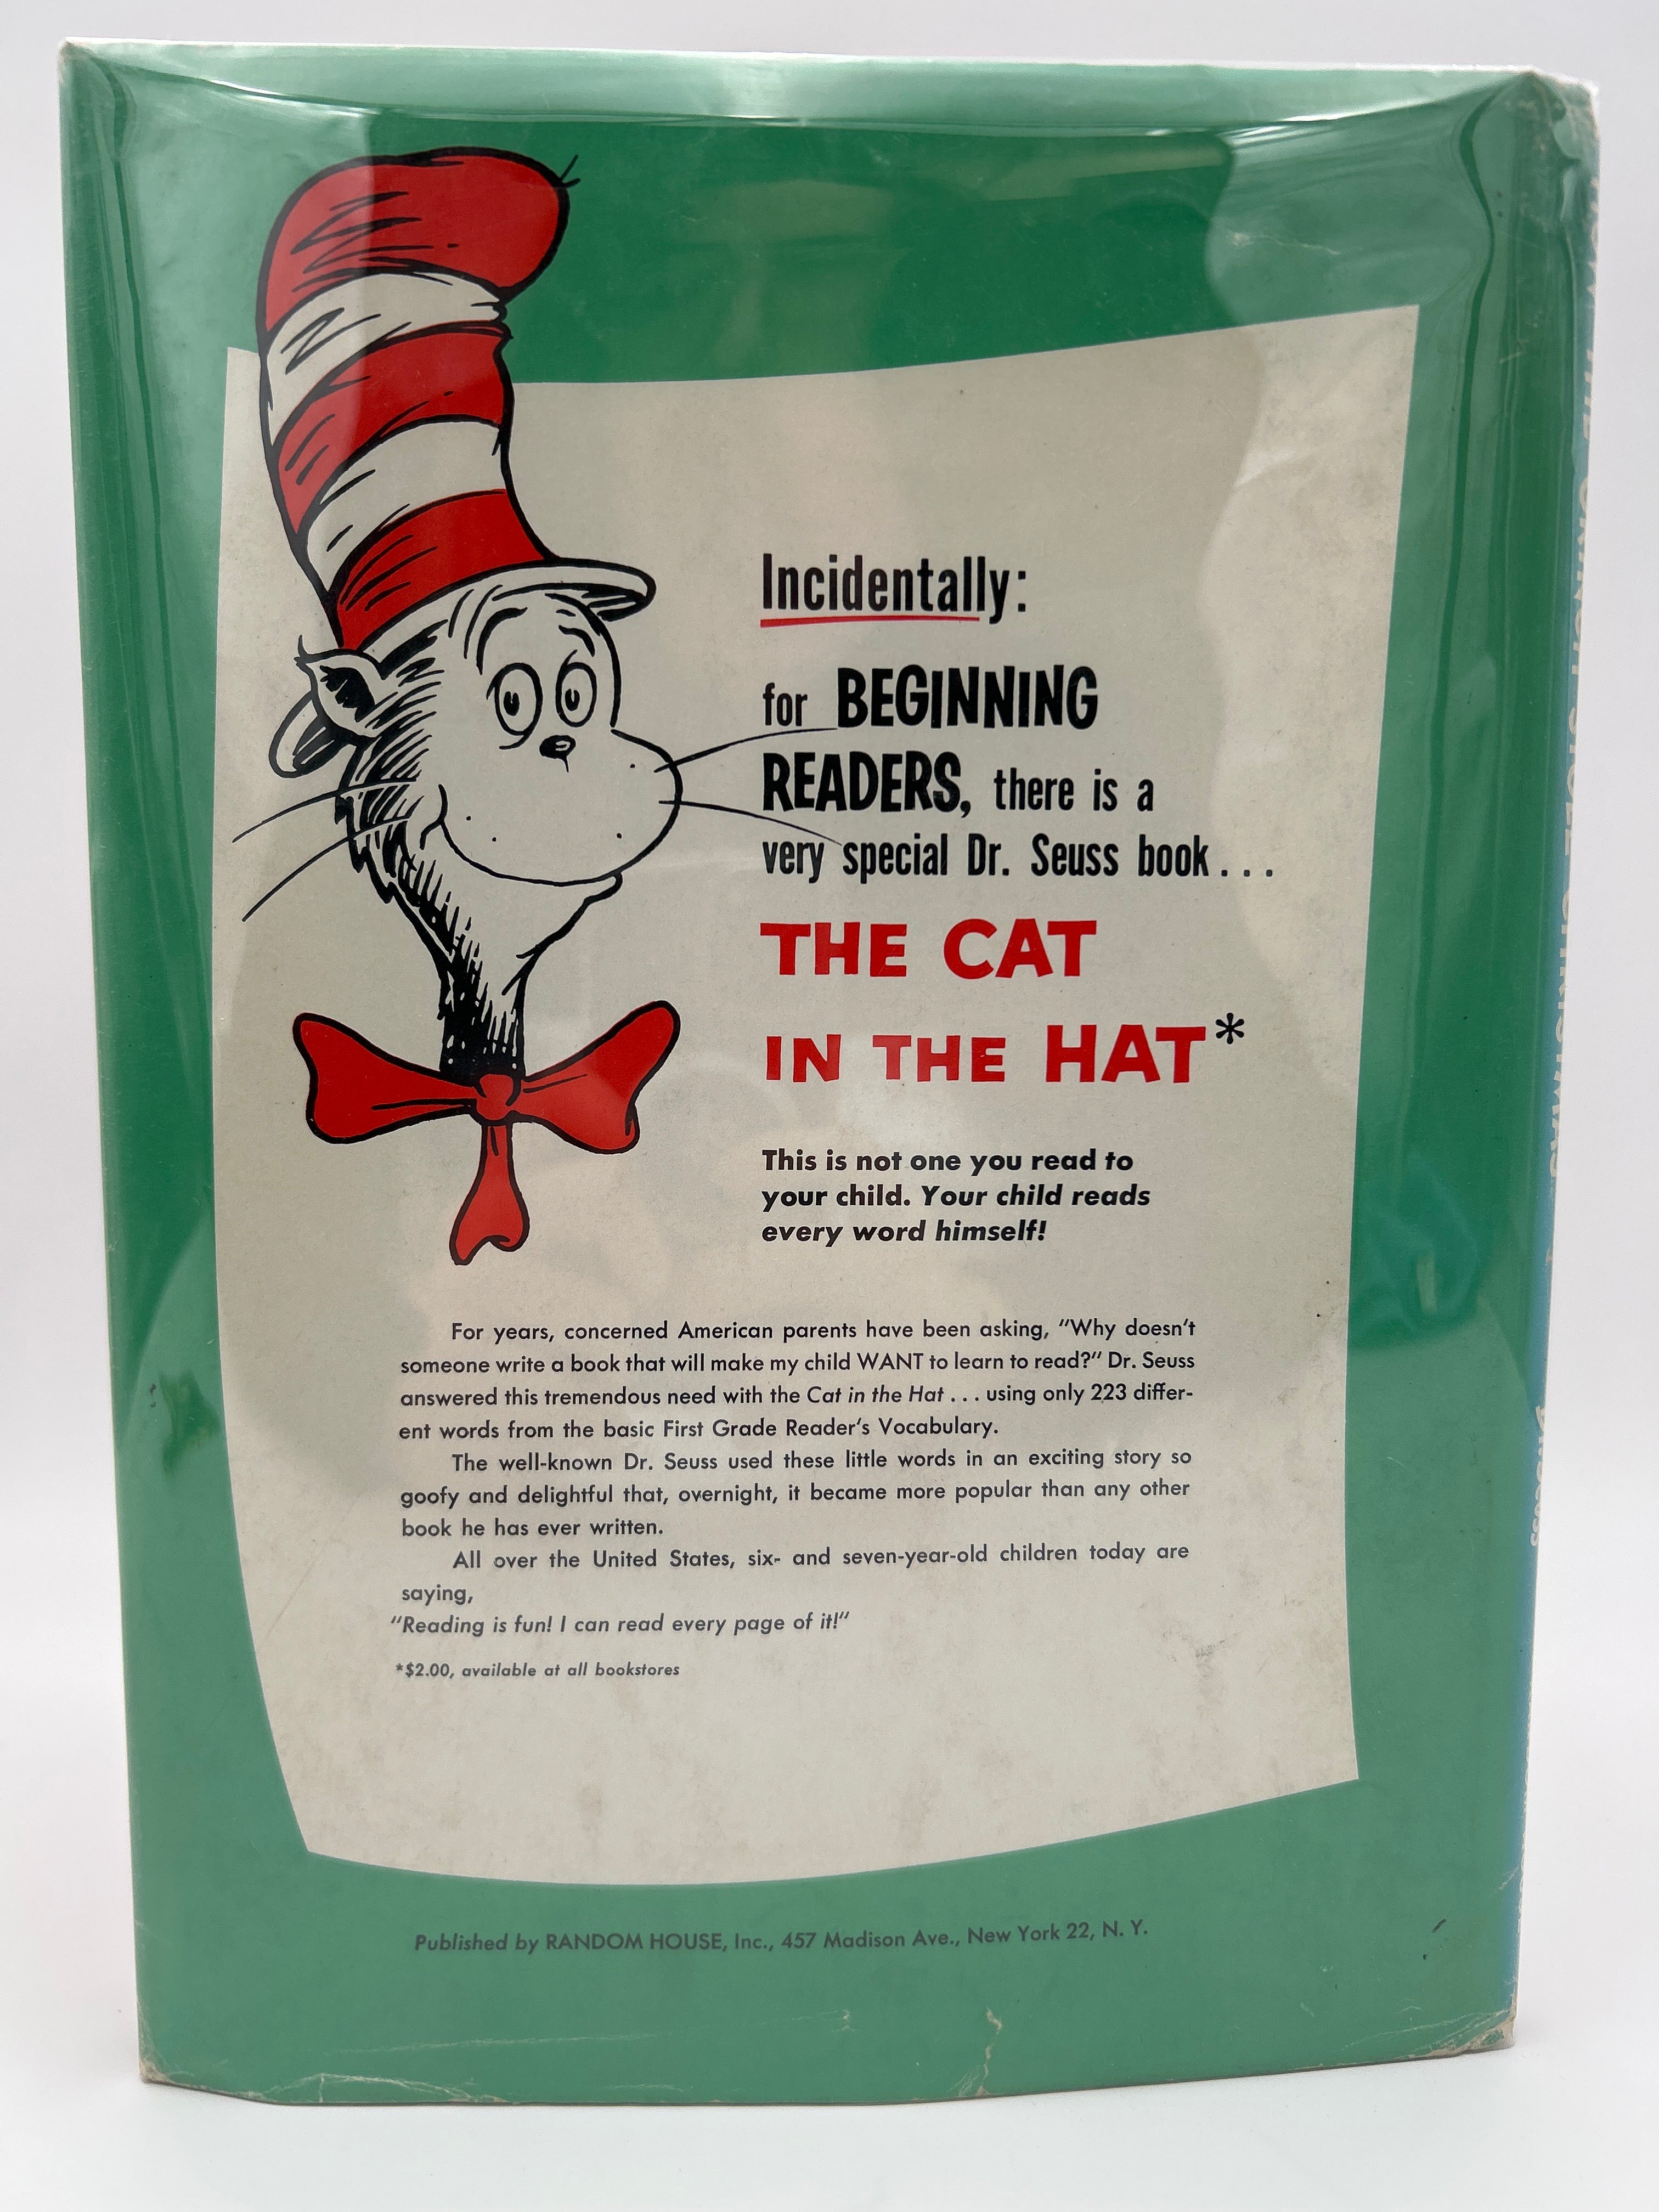 Incidentally:
for BEGINNING
READERS, there is a
very special Dr. Seuss book...
THE CAT
IN THE HAT*
This is not one you read to
your child. Your child reads
every word himself!
For years, concerned American parents have been asking, "Why doesn't
someone write a book that will make my child WANT to learn to read?" Dr. Seuss
answered this tremendous need with the Cat in the Hat... using only 223 differ-
ent words from the basic First Grade Reader's Vocabulary.
The well-known Dr. Seuss used these little words in an exciting story so
goofy and delightful that, overnight, it became more popular than any other
book he has ever written.
All over the United States, six- and seven-year-old children today are
saying,
"Reading is fun! I can read every page of it!"
*$2.00, available at all bookstores
Published by RANDOM HOUSE, Inc., 457 Madison Ave., New York 22, N. Y.